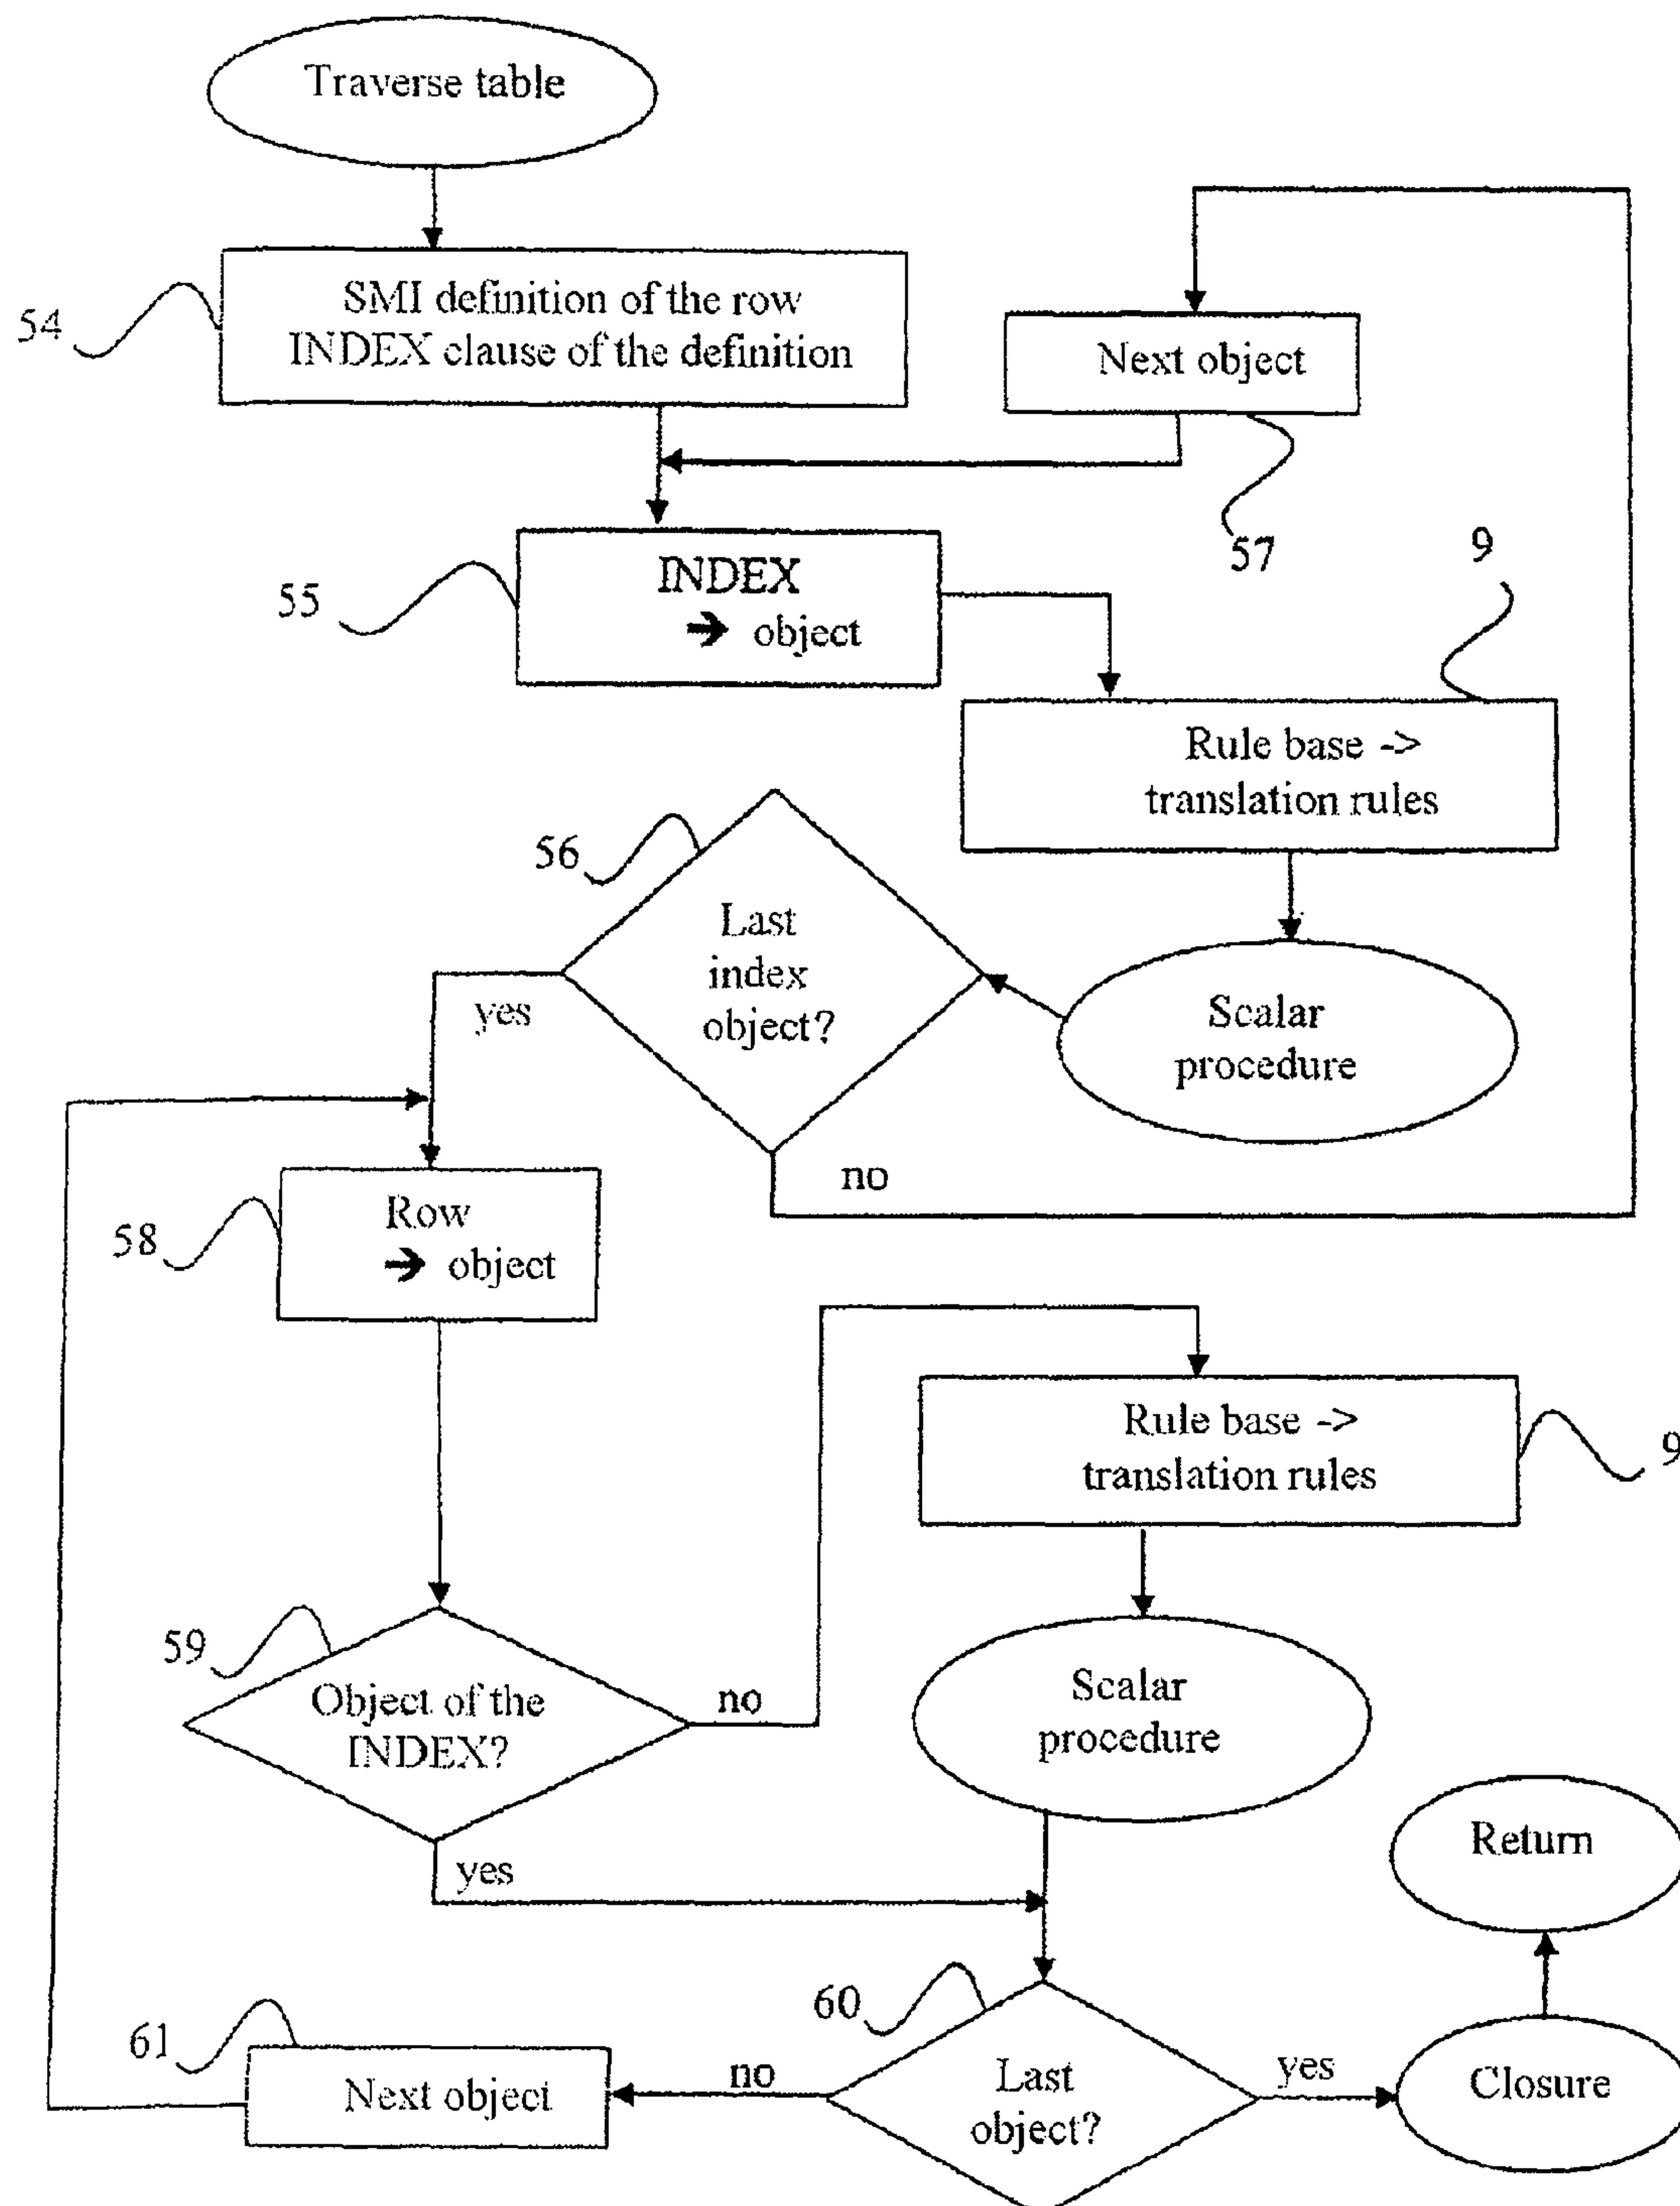 Traverse table
54
SMI definition of the row
INDEX clause of the definition
Next object
57
55
INDEX
➔ object
9
Rule base ->
translation rules
56
Last
index
object?
Scalar
procedure
yes
no
58
Row
➔ object
Rule base ->
translation rules
9
59
Object of the
INDEX?
no
Scalar
procedure
yes
Return
60
61
Next object
no
Last
object?
yes
Closure